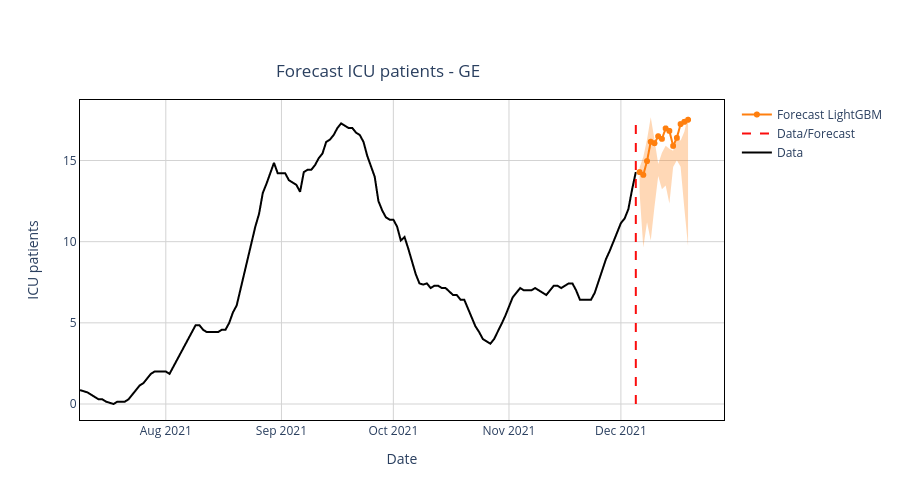 Forecast ICU patients - GE
Forecast LightGBM
Data/Forecast
Data
ICU patients
15
10
5
0
Aug 2021
Sep 2021
Oct 2021
Nov 2021
Dec 2021
Date